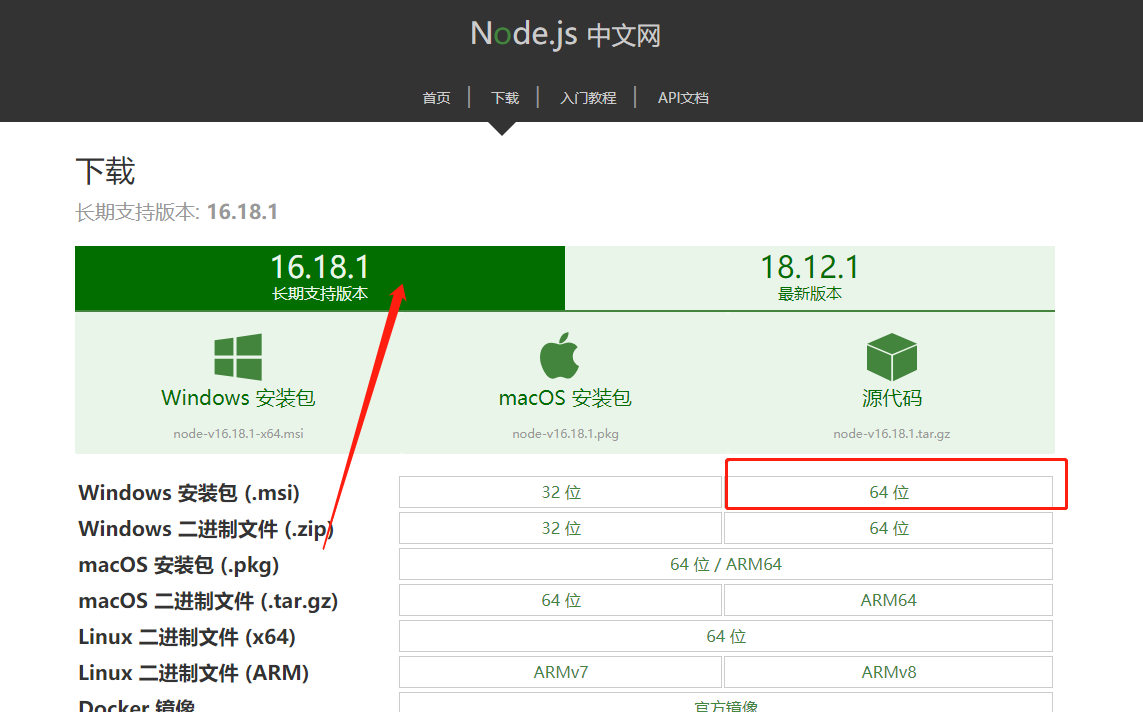 Node.js 中文网
首页 下载 入门教程 API文档
下载
长期支持版本: 16.18.1
16.18.1
长期支持版本
18.12.1
最新版本
Windows 安装包
node-v16.18.1-x64.msi
macOS 安装包
node-v16.18.1.pkg
源代码
node-v16.18.1.tar.gz
Windows 安装包 (.msi) 32 位 64 位
Windows 二进制文件 (.zip) 32 位 64 位
macOS 安装包 (.pkg) 64 位 / ARM64
macOS 二进制文件 (.tar.gz) 64 位 ARM64
Linux 二进制文件 (x64) 64 位
Linux 二进制文件 (ARM) ARMv7 ARMv8
Docker 镜像 官方镜像